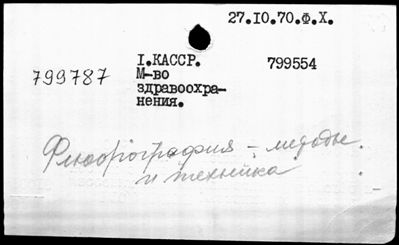 27.10.70.Ф.Х.
799787
I.КАССР. 799554
М-во
здравоохра-
нения.
Флюорография - методы
и техника